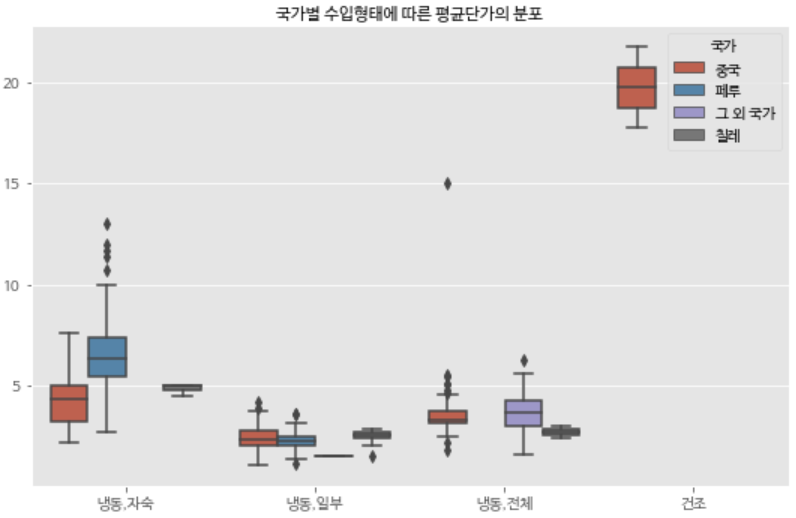 국가별 수입형태에 따른 평균단가의 분포
국가
중국
페루
그 외 국가
칠레
20
15
10
5
냉동,자숙
냉동,일부
냉동,전체
건조